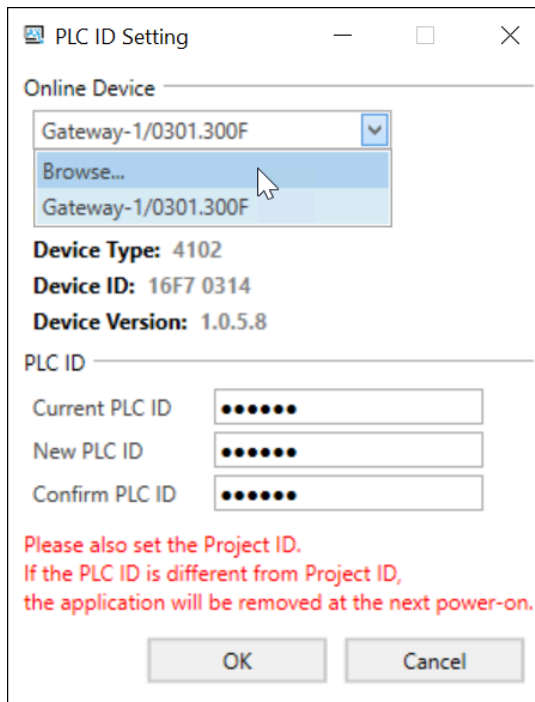 PLC ID Setting
Online Device
Gateway-1/0301.300F
Browse...
Gateway-1/0301.300F
Device Type: 4102
Device ID: 16F7 0314
Device Version: 1.0.5.8
PLC ID
Current PLC ID ••••••
New PLC ID ••••••
Confirm PLC ID ••••••
Please also set the Project ID.
If the PLC ID is different from Project ID,
the application will be removed at the next power-on.
OK Cancel